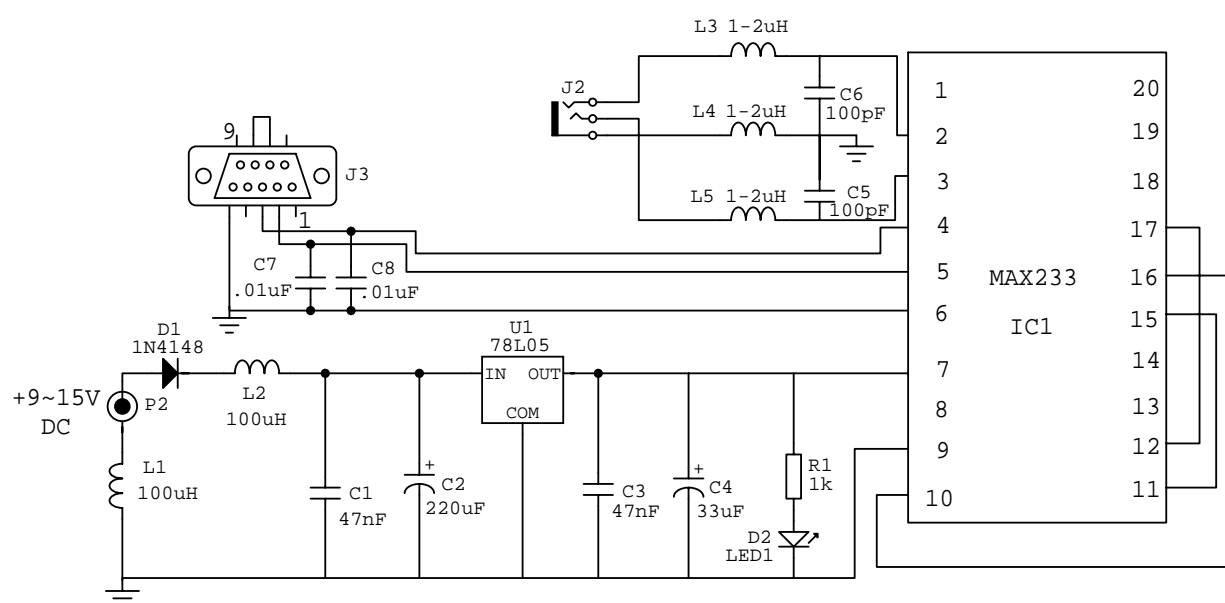 L3 1-2uH
J2
C6
100pF
L4 1-2uH
C5
100pF
L5 1-2uH
9
J3
1
C7
.01uF
C8
.01uF
D1
1N4148
+9~15V
DC
P2
L2
100uH
L1
100uH
U1
78L05
IN OUT
COM
C1
47nF
C2
+
220uF
C3
47nF
+
C4
33uF
R1
1k
D2
LED1
MAX233
IC1
1
2
3
4
5
6
7
8
9
10
20
19
18
17
16
15
14
13
12
11